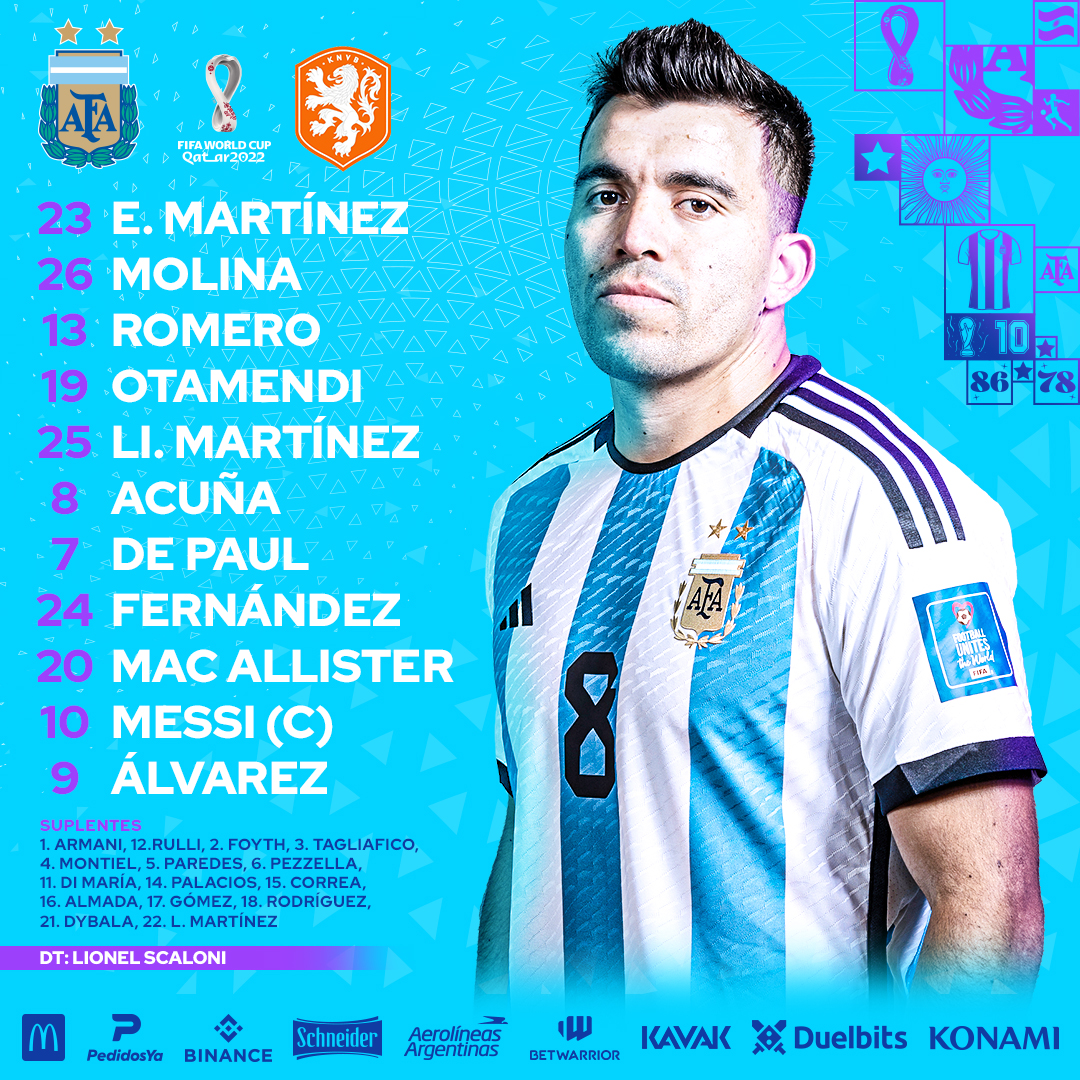 AFA
FIFA WORLD CUP
Qatar2022
KNVB
23 E. MARTÍNEZ
26 MOLINA
13 ROMERO
19 OTAMENDI
25 LI. MARTÍNEZ
8 ACUÑA
7 DE PAUL
24 FERNÁNDEZ
20 MAC ALLISTER
10 MESSI (C)
9 ÁLVAREZ
SUPLENTES
1. ARMANI, 12.RULLI, 2. FOYTH, 3. TAGLIAFICO,
4. MONTIEL, 5. PAREDES, 6. PEZZELLA,
11. DI MARÍA, 14. PALACIOS, 15. CORREA,
16. ALMADA, 17. GÓMEZ, 18. RODRÍGUEZ,
21. DYBALA, 22. L. MARTÍNEZ
DT: LIONEL SCALONI
A
AFA
10
86 78
AFA
8
FOOTBALL
UNITES
the World
FIFA
M
PedidosYa
BINANCE
Schneider
Aerolíneas
Argentinas
BETWARRIOR
KAVAK
Duelbits
KONAMI